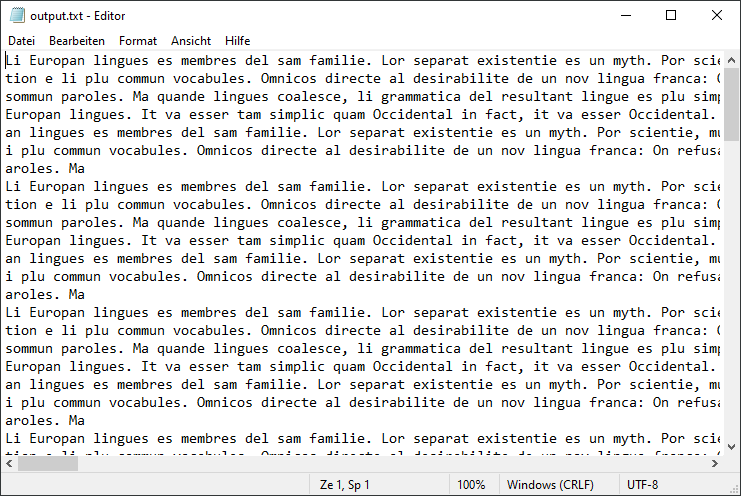 output.txt - Editor
Datei Bearbeiten Format Ansicht Hilfe
Li Europan lingues es membres del sam familie. Lor separat existentie es un myth. Por scie
tion e li plu commun vocabules. Omnicos directe al desirabilite de un nov lingua franca: O
sommun paroles. Ma quande lingues coalesce, li grammatica del resultant lingue es plu simp
Europan lingues. It va esser tam simplic quam Occidental in fact, it va esser Occidental.
an lingues es membres del sam familie. Lor separat existentie es un myth. Por scientie, mu
i plu commun vocabules. Omnicos directe al desirabilite de un nov lingua franca: On refusa
aroles. Ma
Li Europan lingues es membres del sam familie. Lor separat existentie es un myth. Por scie
tion e li plu commun vocabules. Omnicos directe al desirabilite de un nov lingua franca: O
sommun paroles. Ma quande lingues coalesce, li grammatica del resultant lingue es plu simp
Europan lingues. It va esser tam simplic quam Occidental in fact, it va esser Occidental.
an lingues es membres del sam familie. Lor separat existentie es un myth. Por scientie, mu
i plu commun vocabules. Omnicos directe al desirabilite de un nov lingua franca: On refusa
aroles. Ma
Li Europan lingues es membres del sam familie. Lor separat existentie es un myth. Por scie
tion e li plu commun vocabules. Omnicos directe al desirabilite de un nov lingua franca: O
sommun paroles. Ma quande lingues coalesce, li grammatica del resultant lingue es plu simp
Europan lingues. It va esser tam simplic quam Occidental in fact, it va esser Occidental.
an lingues es membres del sam familie. Lor separat existentie es un myth. Por scientie, mu
i plu commun vocabules. Omnicos directe al desirabilite de un nov lingua franca: On refusa
aroles. Ma
Li Europan lingues es membres del sam familie. Lor separat existentie es un myth. Por scie
tion e li plu commun vocabules. Omnicos directe al desirabilite de un nov lingua franca: O
Ze 1, Sp 1 100% Windows (CRLF) UTF-8